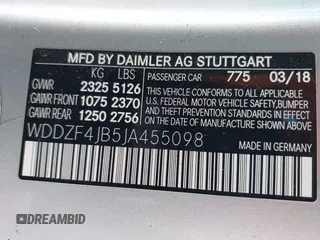 MFD BY DAIMLER AG STUTTGART
KG LBS PASSENGER CAR 775 03/18
GVWR 2325 5126
GAWR FRONT 1075 2370
GAWR REAR 1250 2756
THIS VEHICLE CONFORMS TO ALL APPLICABLE
U.S. FEDERAL MOTOR VEHICLE SAFETY,
BUMPER, AND THEFT PREVENTION
STANDARDS IN EFFECT ON THE DATE
OF MANUFACTURE SHOWN ABOVE
WDDZF4JB5JA455098
MADE IN GERMANY
DREAMBID